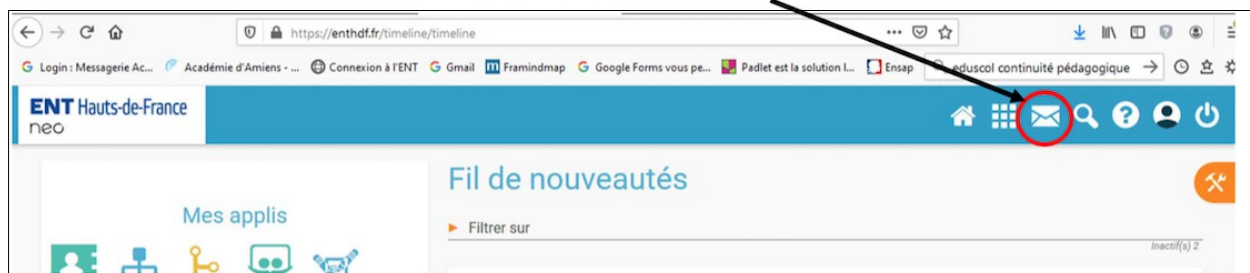 https://enthdf.fr/timeline/timeline
Login : Messagerie Ac... Académie d'Amiens - ... Connexion à l'ENT Gmail Framindmap Google Forms vous pe... Padlet est la solution l... Ensap eduscol continuité pédagogique
ENT Hauts-de-France
neo
Fil de nouveautés
Mes applis
Filtrer sur
Inactif(s) 2